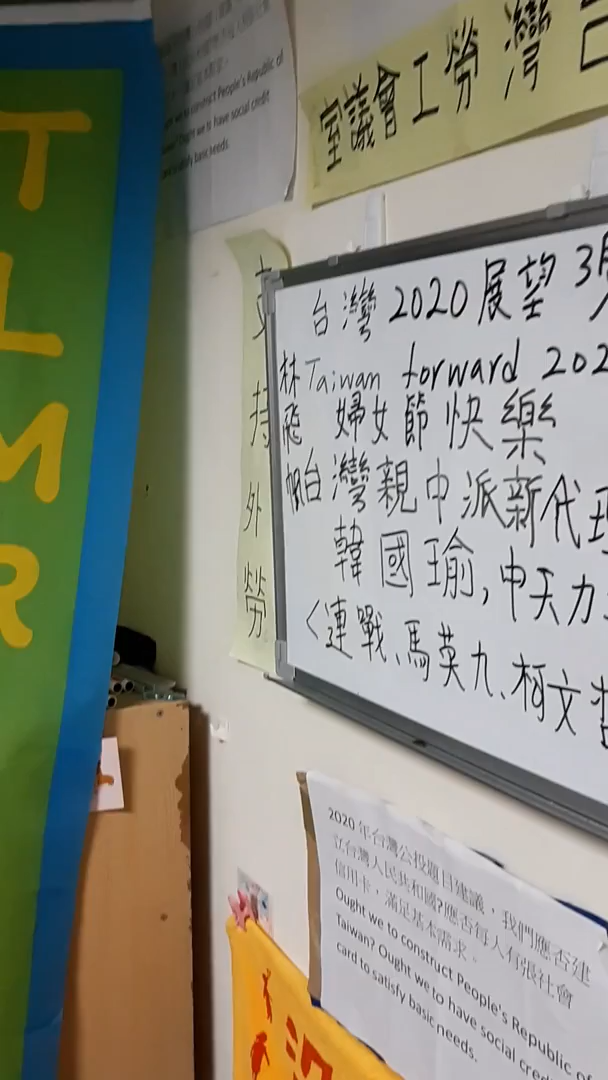 T
L
M
R
we to construct People's Republic of
Ought we to have social credit
satisfy basic needs.
室議會工勞灣台
持外勞
台灣2020展望 3月
林飛帆
Taiwan forward 202
婦女節快樂
台灣親中派新代理
韓國瑜,中天力
<連戰、馬英九、柯文哲
2020年台灣公投題目建議，我們應否建
立台灣人民共和國?應否每人有張社會
信用卡，滿足基本需求。
Ought we to construct People's Republic of
Taiwan? Ought we to have social credit
card to satisfy basic needs.